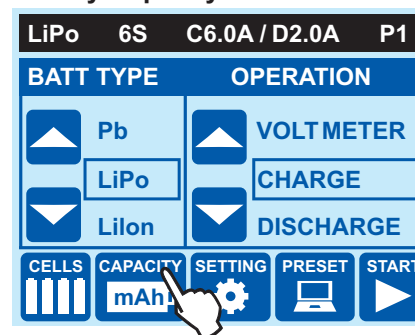 LiPo 6S C6.0A / D2.0A P1
BATT TYPE OPERATION
Pb VOLT METER
LiPo CHARGE
LiIon DISCHARGE
CELLS CAPACITY SETTING PRESET START
mAh